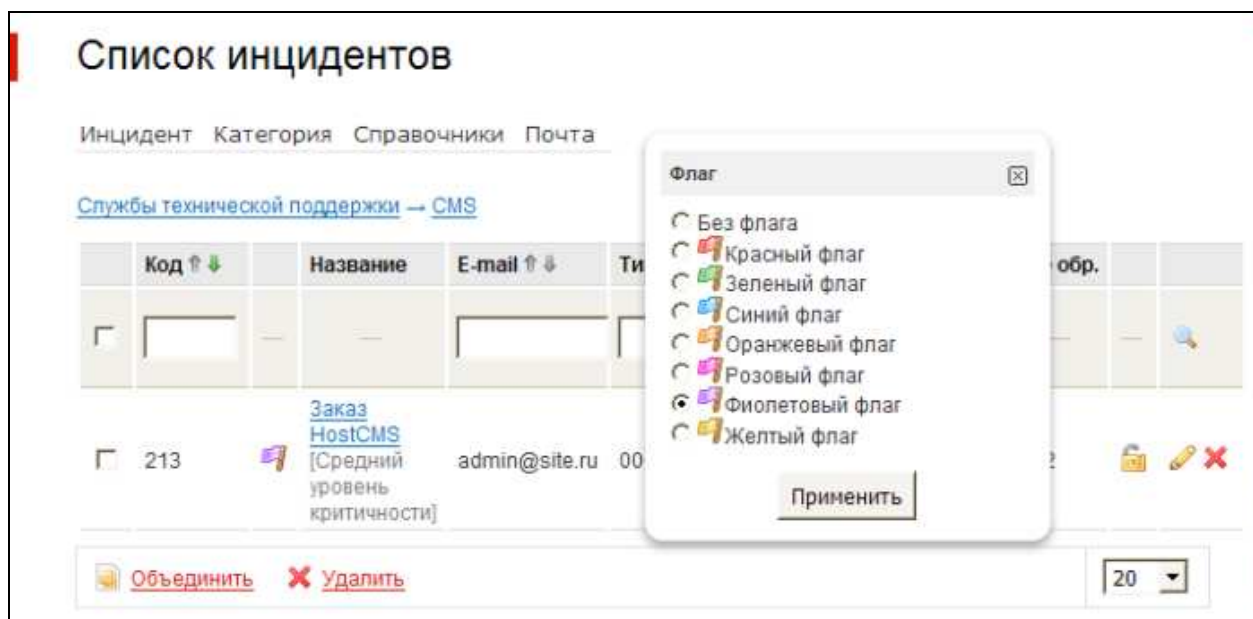 Список инцидентов
Инцидент Категория Справочники Почта
Службы технической поддержки → CMS
Код Название E-mail Ти обр.
Флаг
Без флага
Красный флаг
Зеленый флаг
Синий флаг
Оранжевый флаг
Розовый флаг
Фиолетовый флаг
Желтый флаг
Применить
213 Заказ HostCMS admin@site.ru 00
[Средний
уровень
критичности]
Объединить Удалить 20